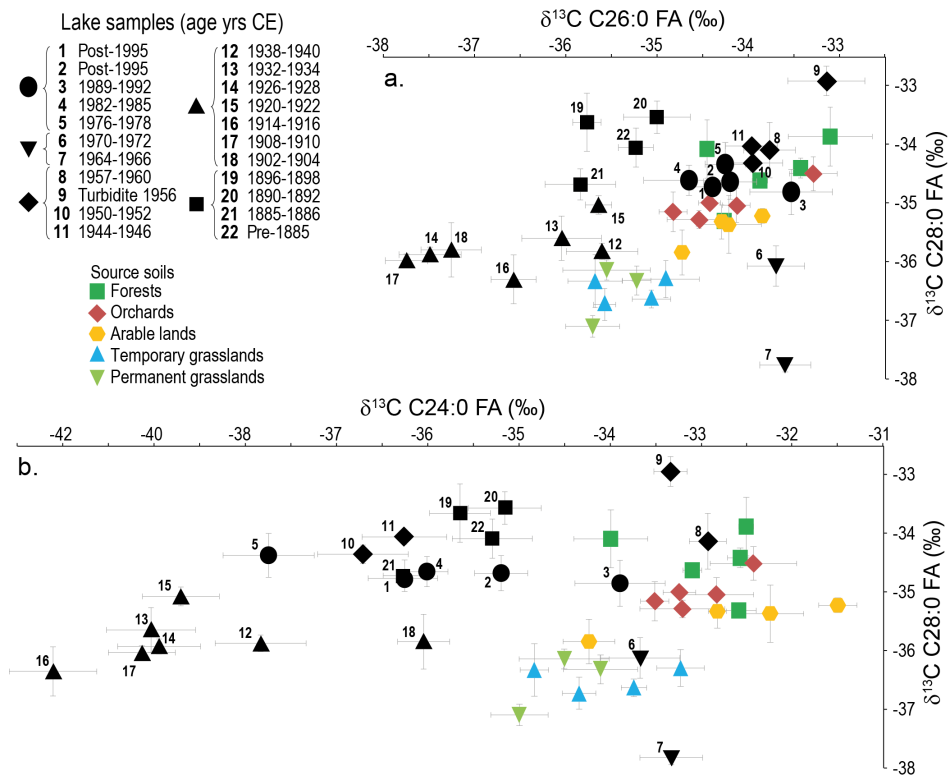 Lake samples (age yrs CE)
1 Post-1995
2 Post-1995
3 1989-1992
4 1982-1985
5 1976-1978
6 1970-1972
7 1964-1966
8 1957-1960
9 Turbidite 1956
10 1950-1952
11 1944-1946
12 1938-1940
13 1932-1934
14 1926-1928
15 1920-1922
16 1914-1916
17 1908-1910
18 1902-1904
19 1896-1898
20 1890-1892
21 1885-1886
22 Pre-1885
Source soils
Forests
Orchards
Arable lands
Temporary grasslands
Permanent grasslands
δ¹³C C26:0 FA (‰)
-38 -37 -36 -35 -34 -33
a.
9
-33
19 20
22 11 8
-34
5
4 2 10
21 1 3
-35
15
13
14 18 12
-36
17 16 6
-37
7
-38
δ¹³C C28:0 FA (‰)
δ¹³C C24:0 FA (‰)
-42 -40 -38 -36 -36 -35 -34 -33 -32 -31
b.
9
-33
19 20
11 22 8
-34
5 10
21 4
1 2 3
-35
15
13 14 12 18
-36
16 17 6
-37
7
-38
δ¹³C C28:0 FA (‰)